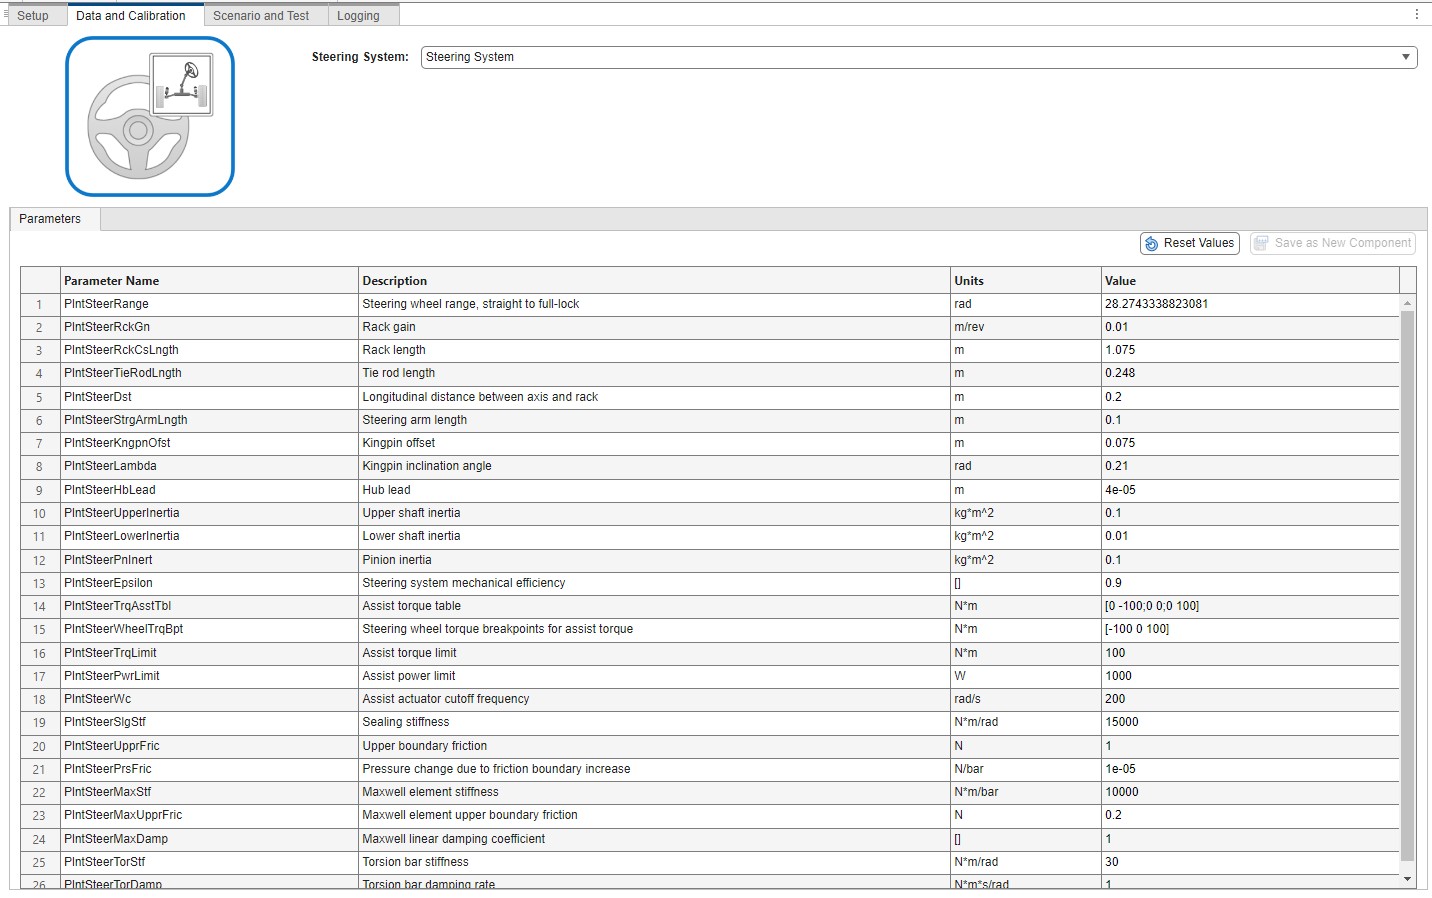 Setup Data and Calibration Scenario and Test Logging
Steering System: Steering System
Parameters
Reset Values Save as New Component
Parameter Name Description Units Value
1 PlntSteerRange Steering wheel range, straight to full-lock rad 28.2743338823081
2 PlntSteerRckGn Rack gain m/rev 0.01
3 PlntSteerRckCsLngth Rack length m 1.075
4 PlntSteerTieRodLngth Tie rod length m 0.248
5 PlntSteerDst Longitudinal distance between axis and rack m 0.2
6 PlntSteerStrgArmLngth Steering arm length m 0.1
7 PlntSteerKngpnOfst Kingpin offset m 0.075
8 PlntSteerLambda Kingpin inclination angle rad 0.21
9 PlntSteerHbLead Hub lead m 4e-05
10 PlntSteerUpperInertia Upper shaft inertia kg*m^2 0.1
11 PlntSteerLowerInertia Lower shaft inertia kg*m^2 0.01
12 PlntSteerPnInert Pinion inertia kg*m^2 0.1
13 PlntSteerEpsilon Steering system mechanical efficiency [] 0.9
14 PlntSteerTrqAsstTbl Assist torque table N*m [0 -100;0 0;0 100]
15 PlntSteerWheelTrqBpt Steering wheel torque breakpoints for assist torque N*m [-100 0 100]
16 PlntSteerTrqLimit Assist torque limit N*m 100
17 PlntSteerPwrLimit Assist power limit W 1000
18 PlntSteerWc Assist actuator cutoff frequency rad/s 200
19 PlntSteerSlgStf Sealing stiffness N*m/rad 15000
20 PlntSteerUpprFric Upper boundary friction N 1
21 PlntSteerPrsFric Pressure change due to friction boundary increase N/bar 1e-05
22 PlntSteerMaxStf Maxwell element stiffness N*m/bar 10000
23 PlntSteerMaxUpprFric Maxwell element upper boundary friction N 0.2
24 PlntSteerMaxDamp Maxwell linear damping coefficient [] 1
25 PlntSteerTorStf Torsion bar stiffness N*m/rad 30
26 PlntSteerTorDamp Torsion bar damping rate N*m*s/rad 1